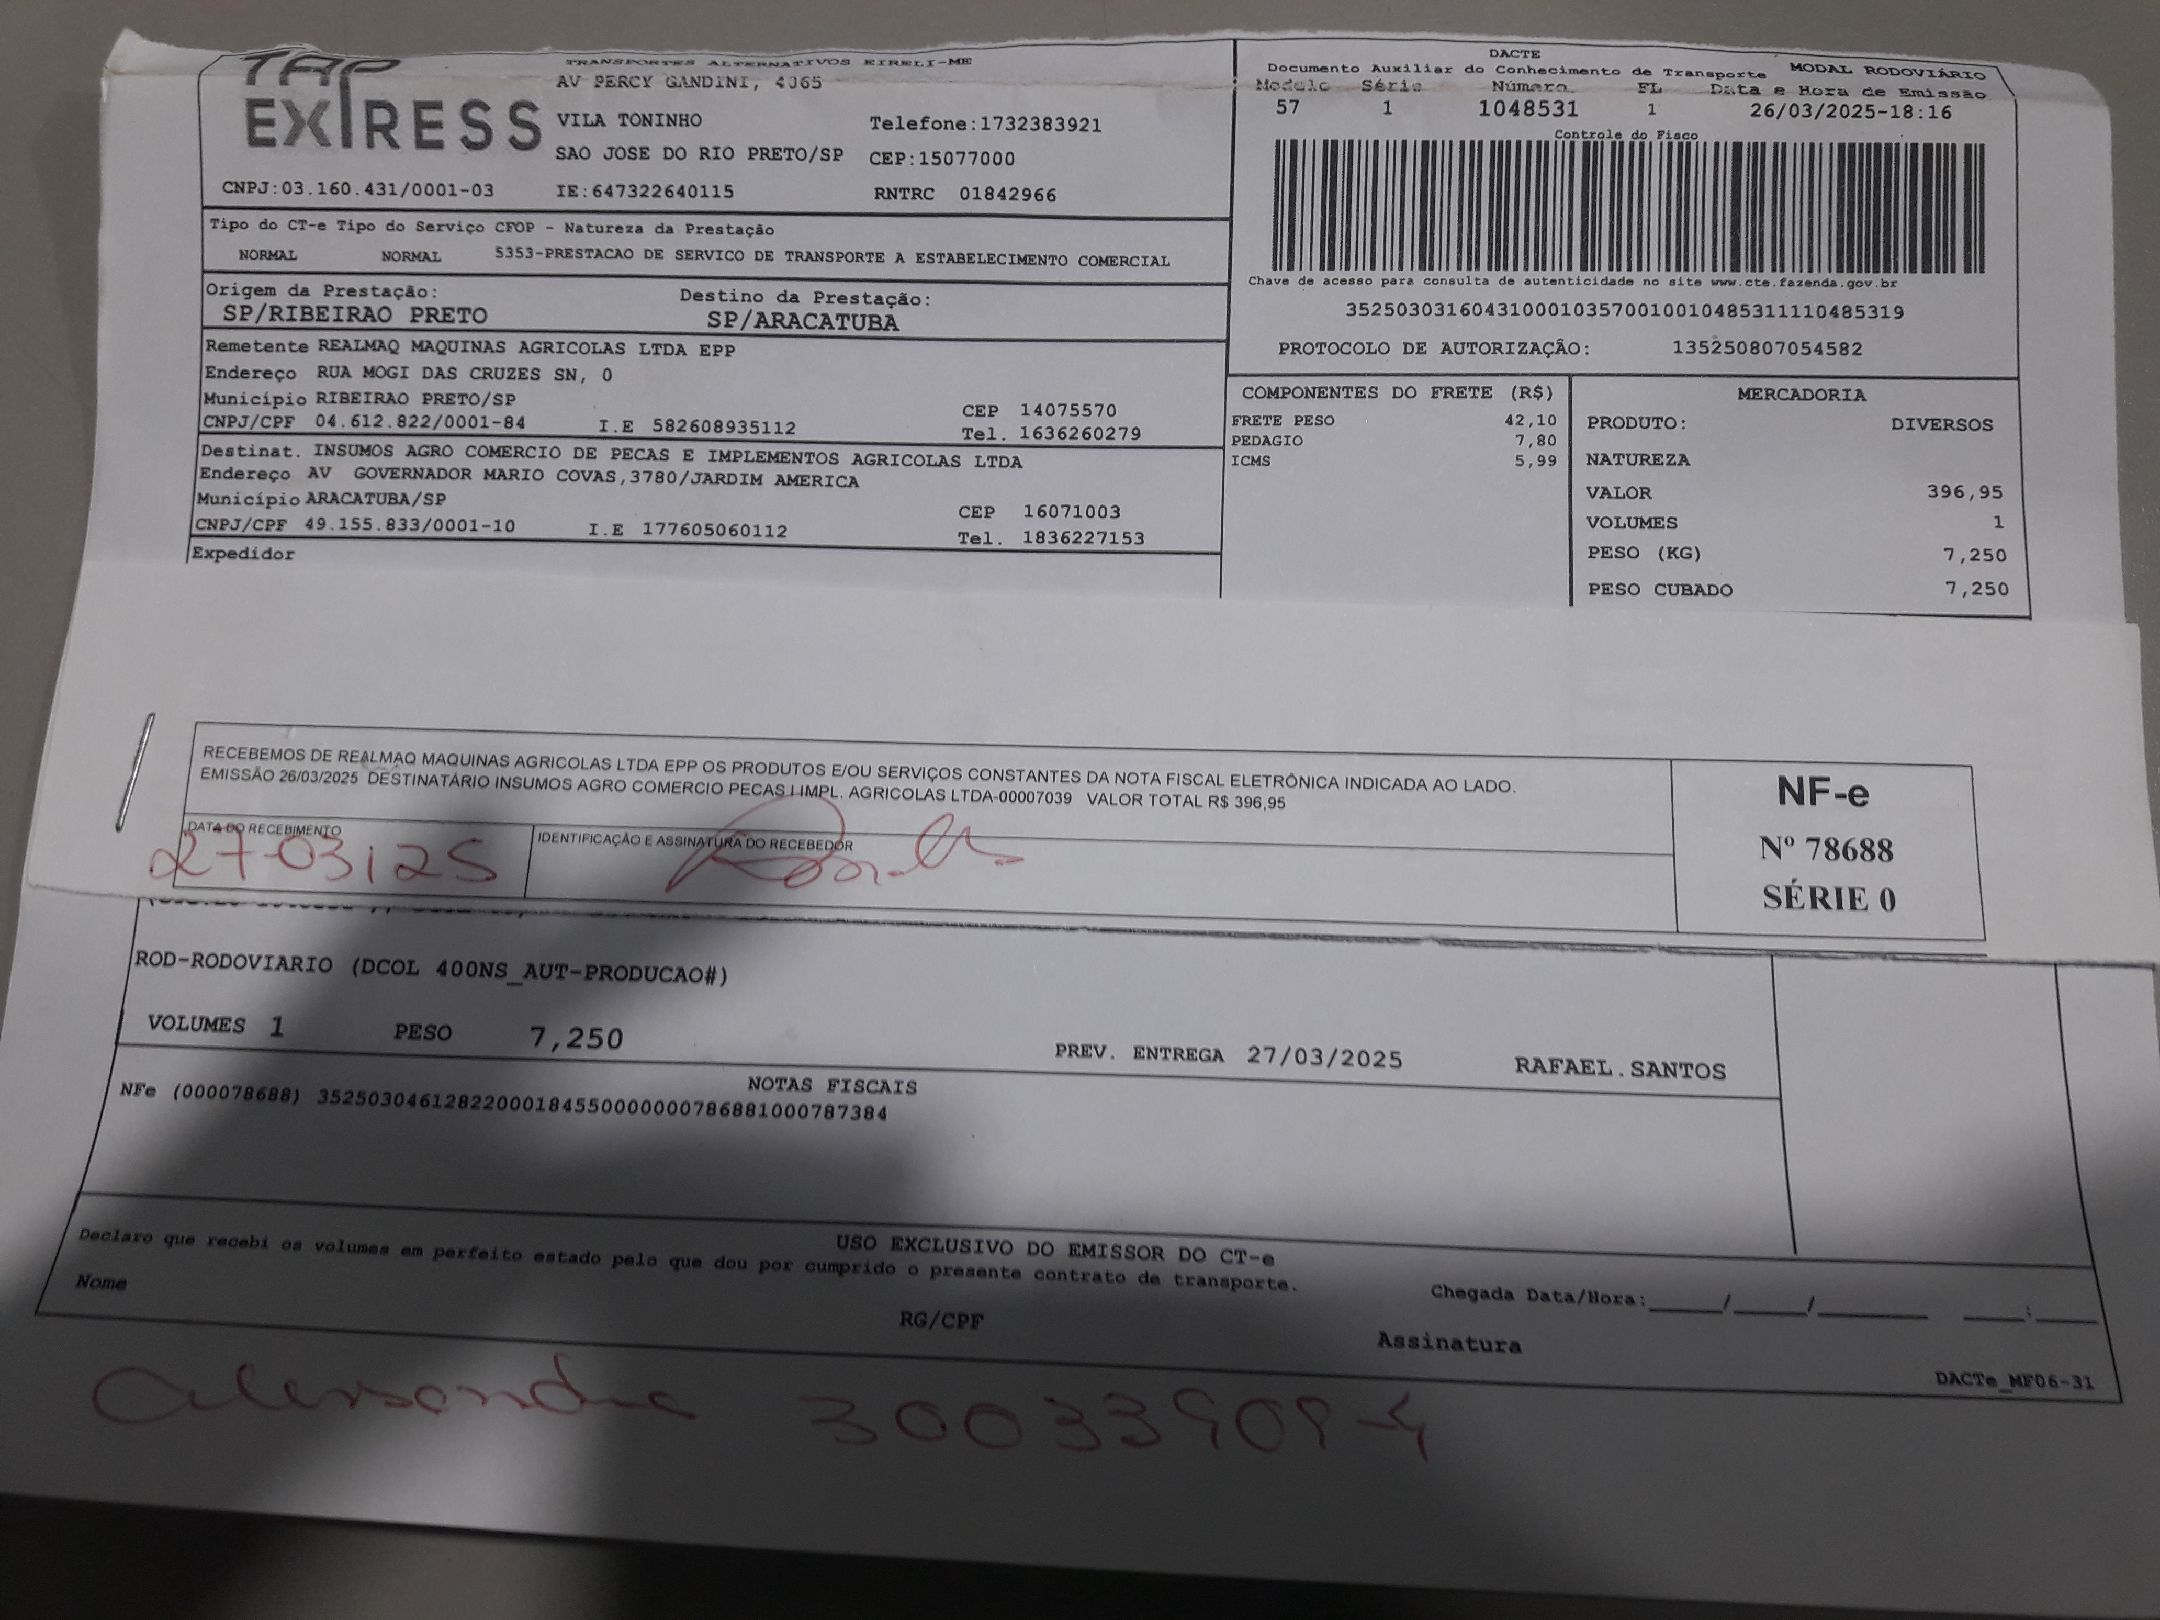 TAP
EXPRESS
TRANSPORTES ALTERNATIVOS EIRELI-ME
AV PERCY GANDINI, 4065
VILA TONINHO Telefone:1732383921
SAO JOSE DO RIO PRETO/SP CEP:15077000
CNPJ:03.160.431/0001-03 IE:647322640115 RNTRC 01842966
DACTE
Documento Auxiliar do Conhecimento de Transporte MODAL RODOVIÁRIO
Modelo Série Número FL Data e Hora de Emissão
57 1 1048531 1 26/03/2025-18:16
Controle do Fisco
Chave de acesso para consulta de autenticidade no site www.cte.fazenda.gov.br
35250303160431000103570010010485311110485319
PROTOCOLO DE AUTORIZAÇÃO: 135250807054582
Tipo do CT-e Tipo do Serviço CFOP - Natureza da Prestação
NORMAL NORMAL 5353-PRESTACAO DE SERVICO DE TRANSPORTE A ESTABELECIMENTO COMERCIAL
Origem da Prestação: Destino da Prestação:
SP/RIBEIRAO PRETO SP/ARACATUBA
Remetente REALMAQ MAQUINAS AGRICOLAS LTDA EPP
Endereço RUA MOGI DAS CRUZES SN, 0
Município RIBEIRAO PRETO/SP CEP 14075570
CNPJ/CPF 04.612.822/0001-84 I.E 582608935112 Tel. 1636260279
Destinat. INSUMOS AGRO COMERCIO DE PECAS E IMPLEMENTOS AGRICOLAS LTDA
Endereço AV GOVERNADOR MARIO COVAS,3780/JARDIM AMERICA
Município ARACATUBA/SP CEP 16071003
CNPJ/CPF 49.155.833/0001-10 I.E 177605060112 Tel. 1836227153
Expedidor
COMPONENTES DO FRETE (R$)
FRETE PESO 42,10
PEDAGIO 7,80
ICMS 5,99
MERCADORIA
PRODUTO: DIVERSOS
NATUREZA
VALOR 396,95
VOLUMES 1
PESO (KG) 7,250
PESO CUBADO 7,250
RECEBEMOS DE REALMAQ MAQUINAS AGRICOLAS LTDA EPP OS PRODUTOS E/OU SERVIÇOS CONSTANTES DA NOTA FISCAL ELETRÔNICA INDICADA AO LADO.
EMISSÃO 26/03/2025 DESTINATÁRIO INSUMOS AGRO COMERCIO PECAS I IMPL. AGRICOLAS LTDA-00007039 VALOR TOTAL R$ 396,95
DATA DO RECEBIMENTO IDENTIFICAÇÃO E ASSINATURA DO RECEBEDOR
27-03/25
NF-e
Nº 78688
SÉRIE 0
ROD-RODOVIARIO (DCOL 400NS_AUT-PRODUCAO#)
VOLUMES 1 PESO 7,250 PREV. ENTREGA 27/03/2025 RAFAEL.SANTOS
NOTAS FISCAIS
NFe (000078688) 35250304612822000184550000000786881000787384
USO EXCLUSIVO DO EMISSOR DO CT-e
Declaro que recebi os volumes em perfeito estado pelo que dou por cumprido o presente contrato de transporte.
Nome RG/CPF Assinatura Chegada Data/Hora:_____/_____/_______ ____:____
DACTe_MF06-31
Alessandra 30033909-4